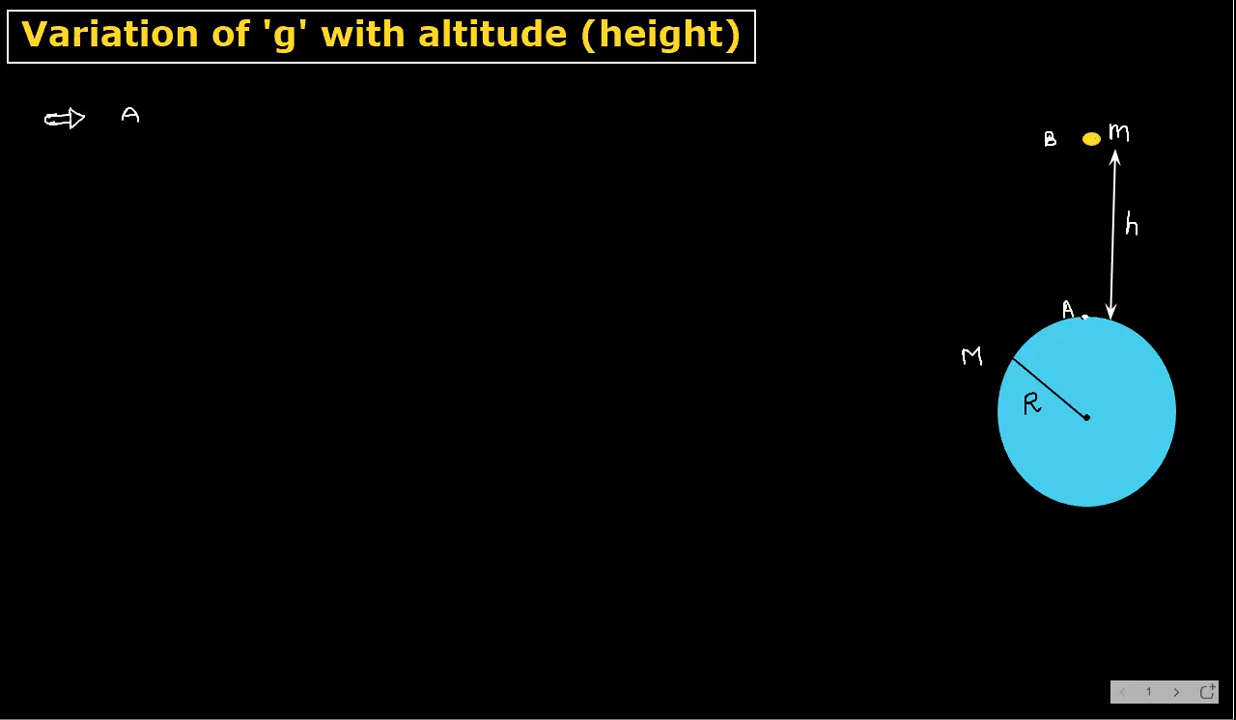 Variation of 'g' with altitude (height)
⇒ A
B m
h
A.
M
R
1